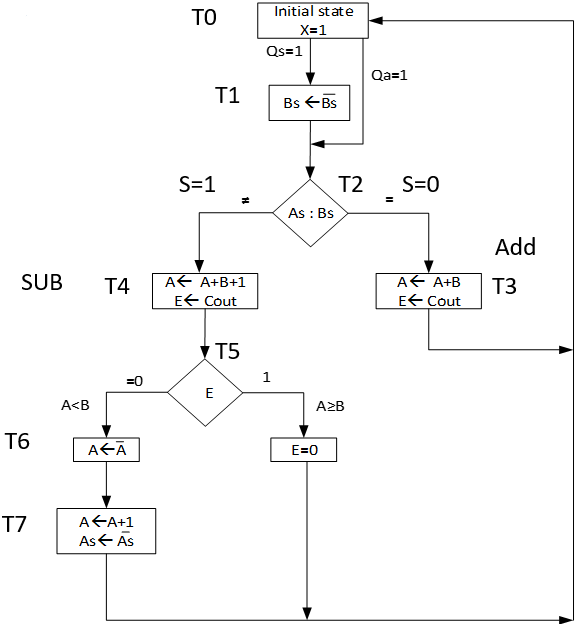 T0
Initial state
X=1
Qs=1
Qa=1
T1
Bs ← B̅s̅
S=1
≠
T2
S=0
=
As : Bs
Add
SUB
T4
A ← A+B+1
E ← Cout
A ← A+B
E ← Cout
T3
T5
=0
1
E
A<B
A≥B
T6
A ← A̅
E=0
T7
A ← A+1
As ← A̅s̅